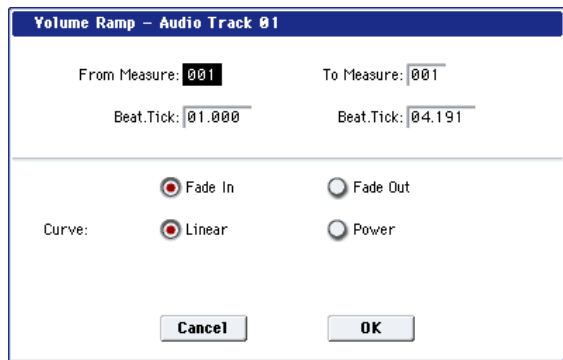 Volume Ramp – Audio Track 01
From Measure: 001 To Measure: 001
Beat.Tick: 01.000 Beat.Tick: 04.191
Fade In Fade Out
Curve: Linear Power
Cancel OK